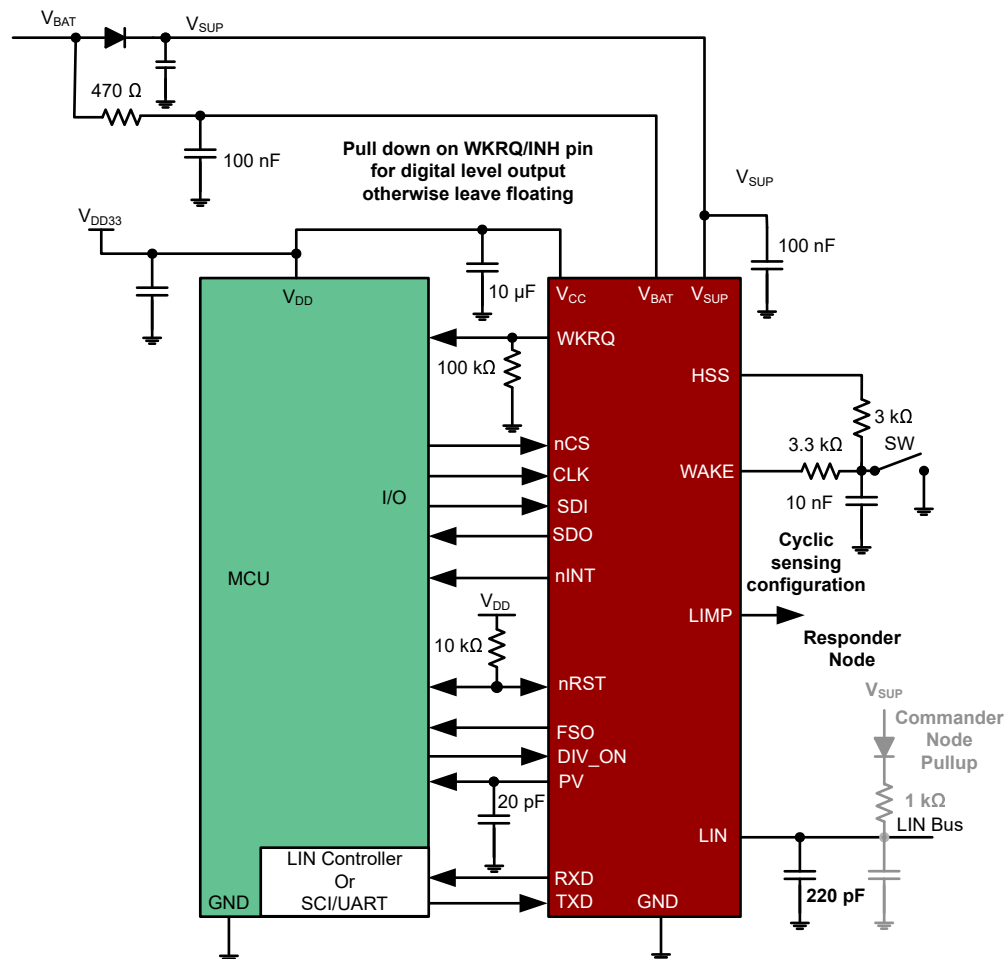 VBAT
VSUP
470 Ω
100 nF
Pull down on WKRQ/INH pin
for digital level output
otherwise leave floating
VSUP
100 nF
VDD33
10 µF
VDD
VCC
VBAT
VSUP
WKRQ
100 kΩ
HSS
3 kΩ
nCS
3.3 kΩ
SW
WAKE
CLK
I/O
10 nF
SDI
SDO
Cyclic
sensing
configuration
MCU
nINT
VDD
LIMP
10 kΩ
Responder
Node
nRST
VSUP
Commander
Node
Pullup
FSO
DIV_ON
PV
20 pF
1 kΩ
LIN Bus
LIN
LIN Controller
Or
SCI/UART
RXD
TXD
220 pF
GND
GND